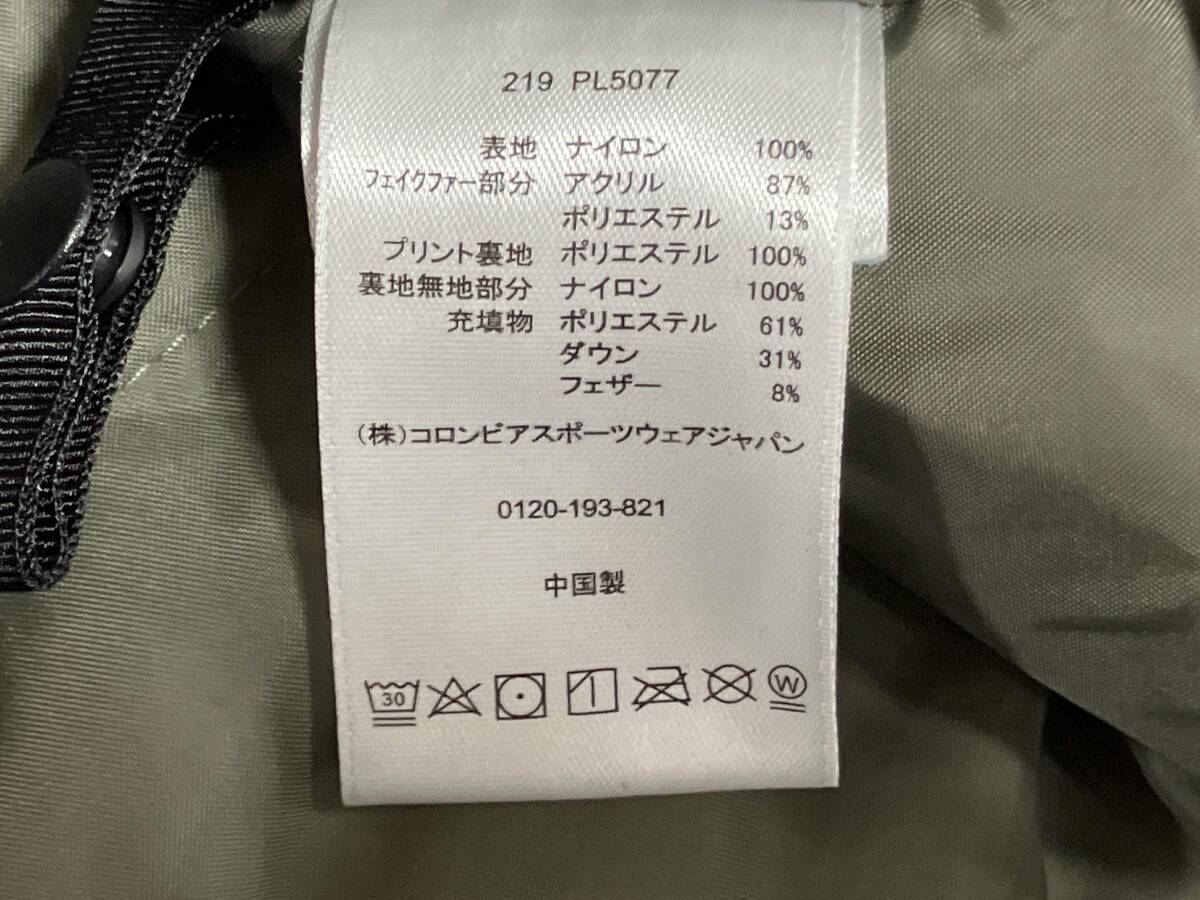 219 PL5077
表地 ナイロン 100%
フェイクファー部分 アクリル 87%
ポリエステル 13%
プリント裏地 ポリエステル 100%
裏地無地部分 ナイロン 100%
充填物 ポリエステル 61%
ダウン 31%
フェザー 8%
(株)コロンビアスポーツウェアジャパン
0120-193-821
中国製
30 W